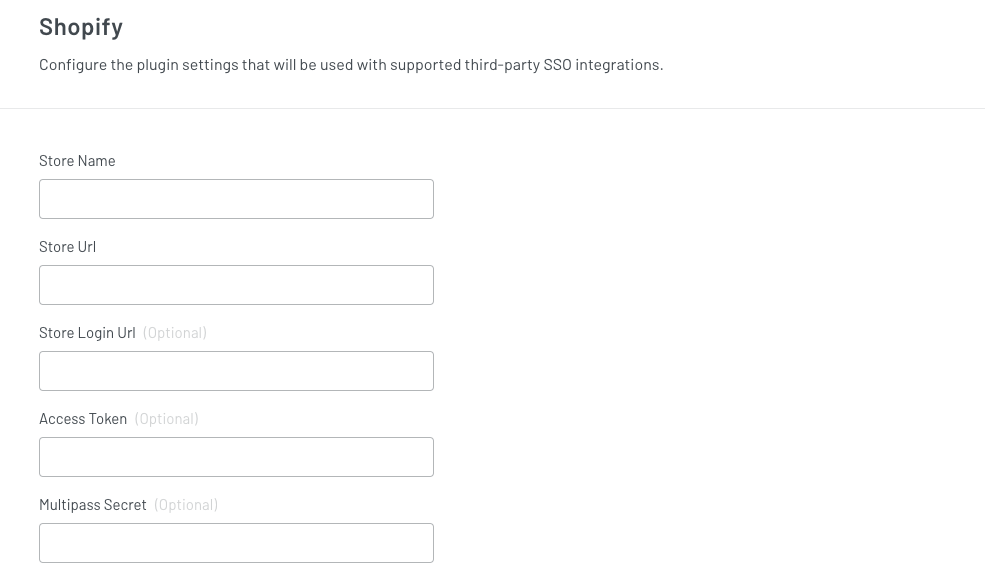 Shopify
Configure the plugin settings that will be used with supported third-party SSO integrations.
Store Name
Store Url
Store Login Url (Optional)
Access Token (Optional)
Multipass Secret (Optional)